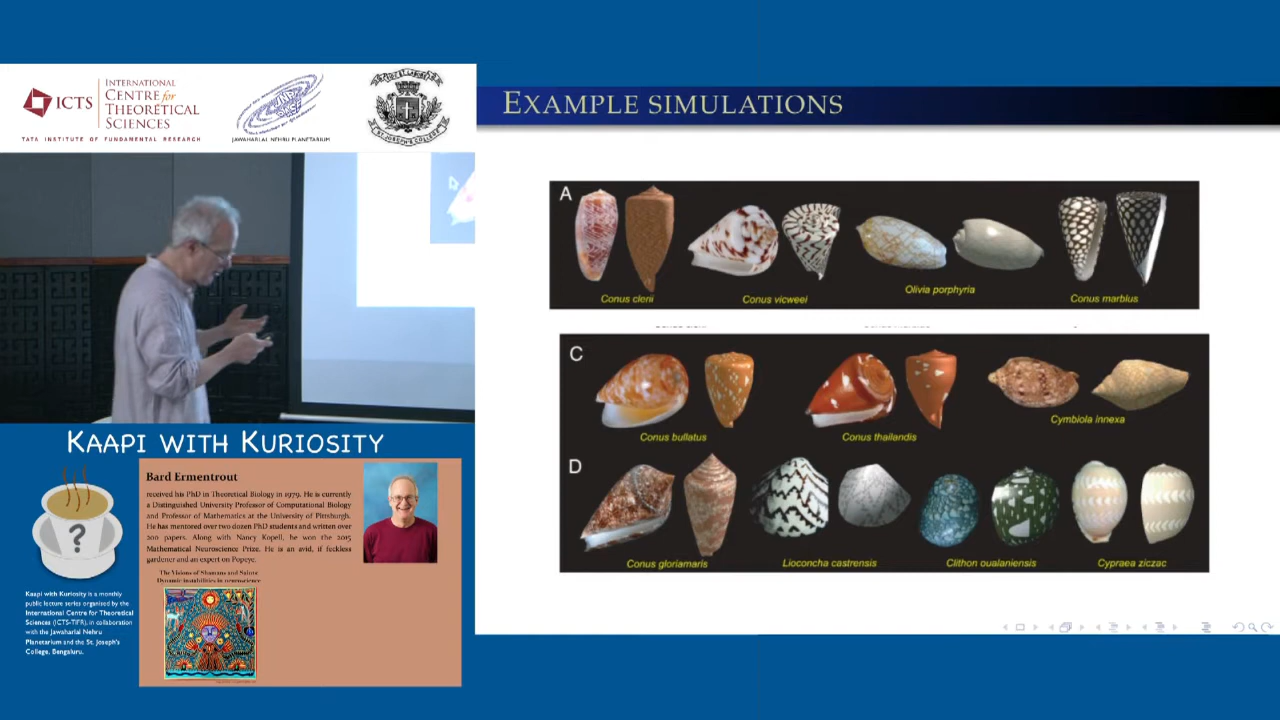 ICTS
INTERNATIONAL
CENTRE for
THEORETICAL
SCIENCES
TATA INSTITUTE OF FUNDAMENTAL RESEARCH
JAWAHARLAL NEHRU PLANETARIUM
EXAMPLE SIMULATIONS
A
Conus clerii
Conus vicweei
Olivia porphyria
Conus marblus
C
Conus bullatus
Conus thailandis
Cymbiola innexa
D
Conus gloriamaris
Lioconcha castrensis
Clithon oualaniensis
Cypraea ziczac
KAAPI WITH KURIOSITY
?
Kaapi with Kuriosity is a monthly
public lecture series organised by the
International Centre for Theoretical
Sciences (ICTS-TIFR), in collaboration
with the Jawaharlal Nehru
Planetarium and the St. Joseph's
College, Bengaluru.
Bard Ermentrout
received his PhD in Theoretical Biology in 1979. He is currently
a Distinguished University Professor of Computational Biology
and Professor of Mathematics at the University of Pittsburgh.
He has mentored over two dozen PhD students and written over
200 papers. Along with Nancy Kopell, he won the 2015
Mathematical Neuroscience Prize. He is an avid, if feckless
gardener and an expert on Popeye.
The Visions of Shamans and Saints
Dynamic instabilities in neuroscience